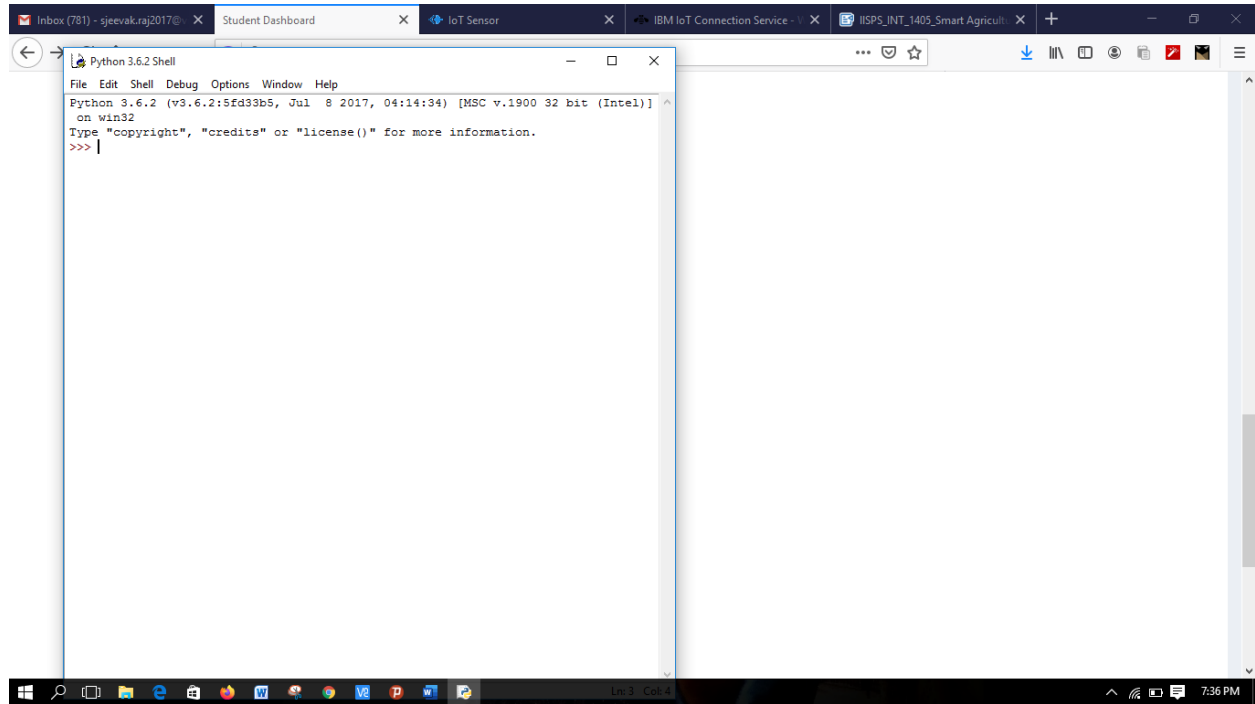 Inbox (781) - sjeevak.raj2017@v
Student Dashboard
IoT Sensor
IBM IoT Connection Service - V
IISPS_INT_1405_Smart Agricultu
Python 3.6.2 Shell
File Edit Shell Debug Options Window Help
Python 3.6.2 (v3.6.2:5fd33b5, Jul  8 2017, 04:14:34) [MSC v.1900 32 bit (Intel)]
 on win32
Type "copyright", "credits" or "license()" for more information.
>>>
Ln: 3 Col: 4
7:36 PM